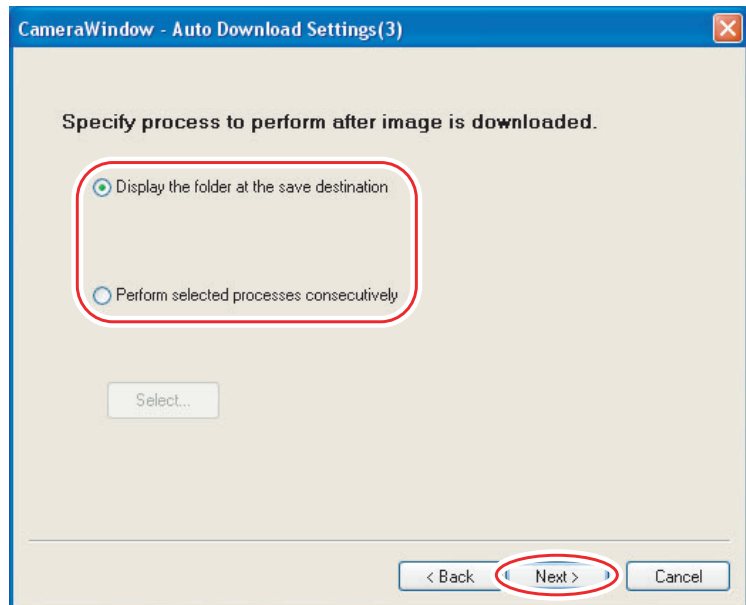 CameraWindow - Auto Download Settings(3)
Specify process to perform after image is downloaded.
Display the folder at the save destination
Perform selected processes consecutively
Select...
< Back Next > Cancel